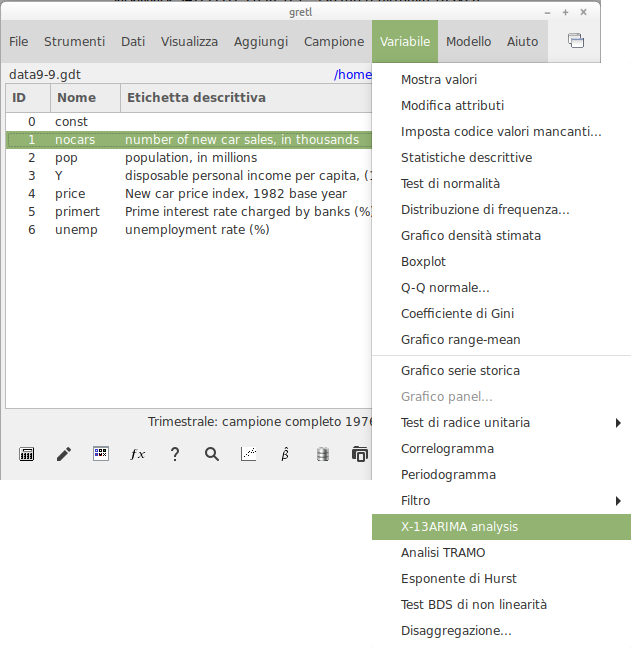 gretl
File Strumenti Dati Visualizza Aggiungi Campione Variabile Modello Aiuto
data9-9.gdt /home
ID Nome Etichetta descrittiva
0 const
1 nocars number of new car sales, in thousands
2 pop population, in millions
3 Y disposable personal income per capita, (1
4 price New car price index, 1982 base year
5 primert Prime interest rate charged by banks (%)
6 unemp unemployment rate (%)
Trimestrale: campione completo 1976
fx ? β̂
Mostra valori
Modifica attributi
Imposta codice valori mancanti...
Statistiche descrittive
Test di normalità
Distribuzione di frequenza...
Grafico densità stimata
Boxplot
Q-Q normale...
Coefficiente di Gini
Grafico range-mean
Grafico serie storica
Grafico panel...
Test di radice unitaria
Correlogramma
Periodogramma
Filtro
X-13ARIMA analysis
Analisi TRAMO
Esponente di Hurst
Test BDS di non linearità
Disaggregazione...